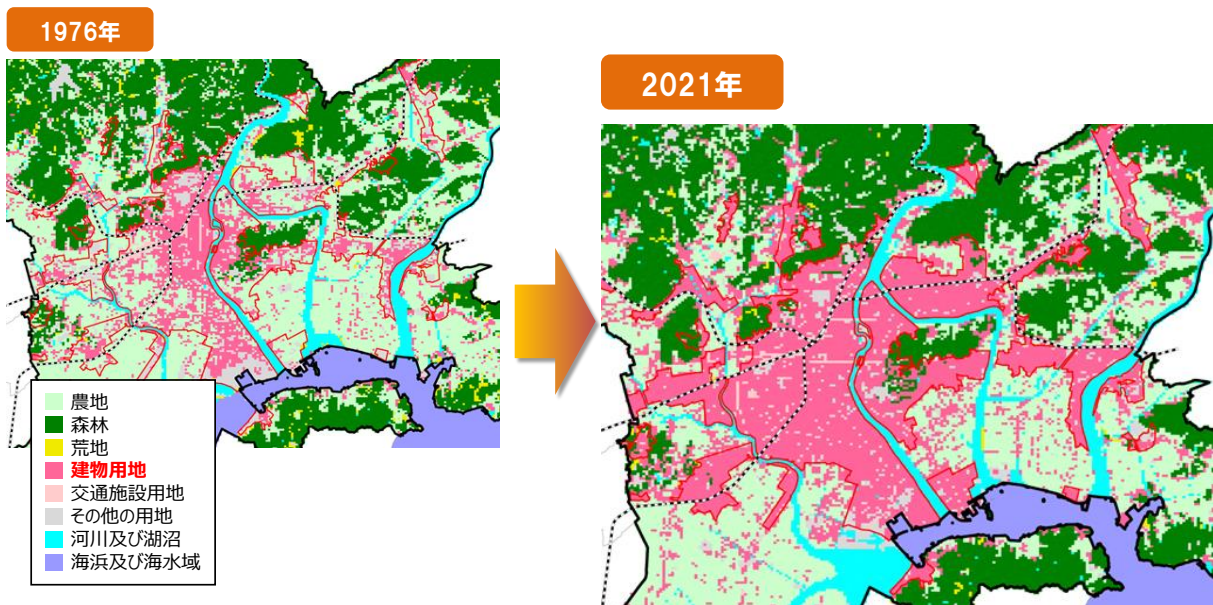 1976年
2021年
農地
森林
荒地
建物用地
交通施設用地
その他の用地
河川及び湖沼
海浜及び海水域